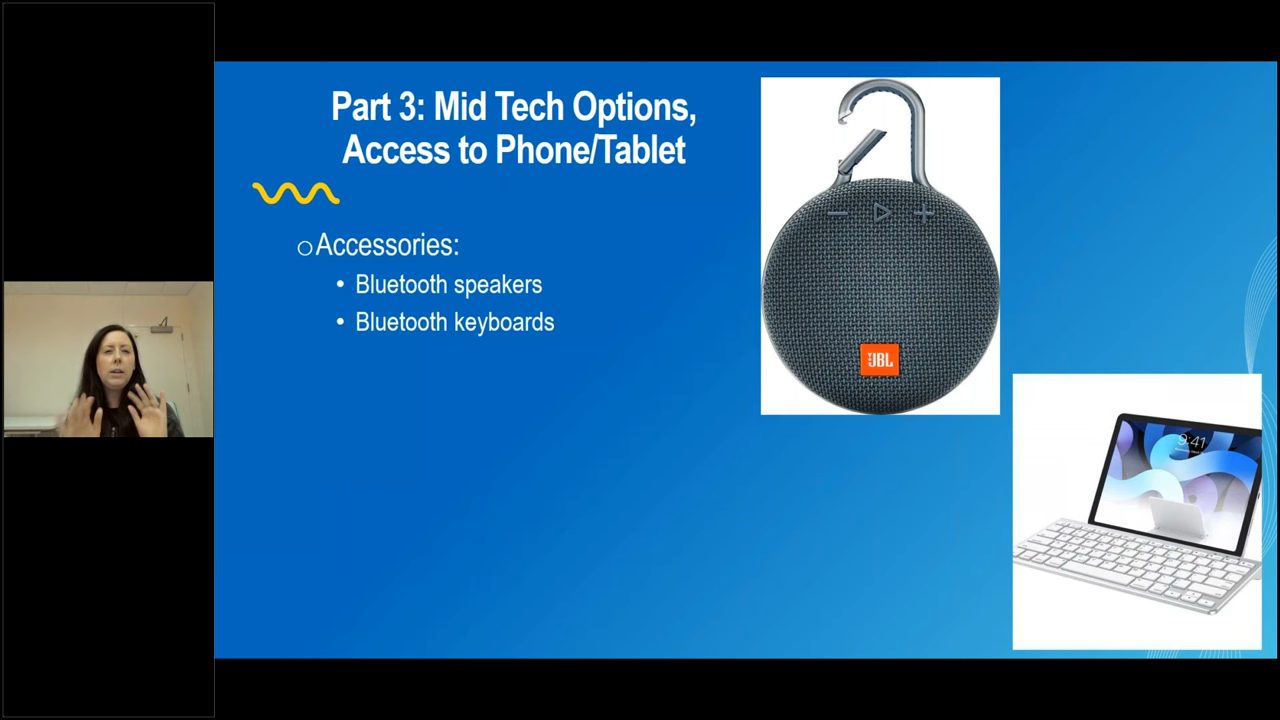 Part 3: Mid Tech Options,
Access to Phone/Tablet
Accessories:
• Bluetooth speakers
• Bluetooth keyboards
JBL
9:41